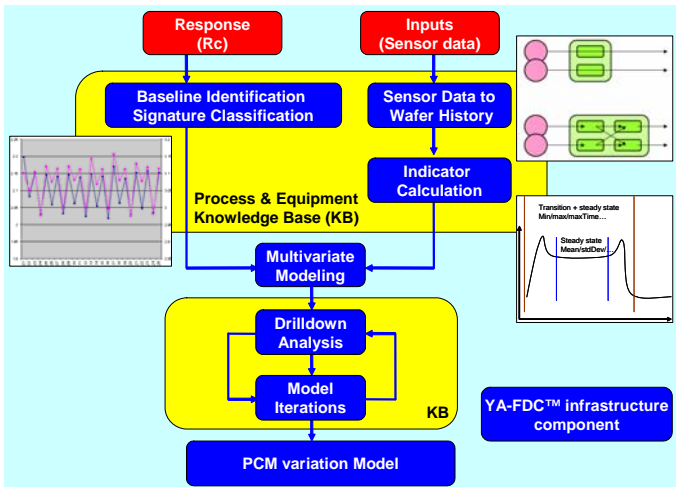 Response
(Rc)
Inputs
(Sensor data)
Baseline Identification
Signature Classification
Sensor Data to
Wafer History
Indicator
Calculation
Process & Equipment
Knowledge Base (KB)
Transition + steady state
Min/max/maxTime…
Steady state
Mean/stdDev/…
Multivariate
Modeling
Drilldown
Analysis
Model
Iterations
KB
YA-FDC™ infrastructure
component
PCM variation Model